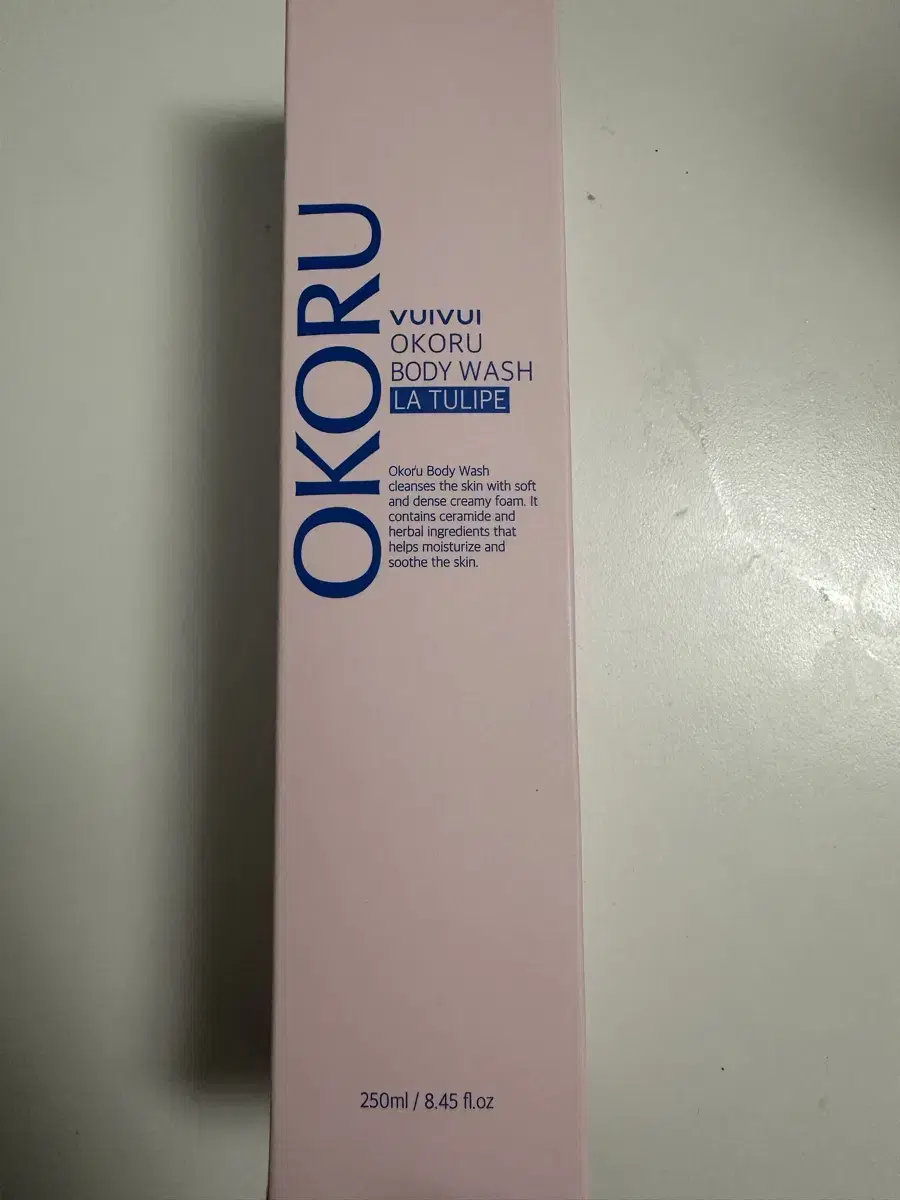 OKORU
VUIVUI
OKORU
BODY WASH
LA TULIPE
Okoru Body Wash
cleanses the skin with soft
and dense creamy foam. It
contains ceramide and
herbal ingredients that
helps moisturize and
soothe the skin.
250ml / 8.45 fl.oz